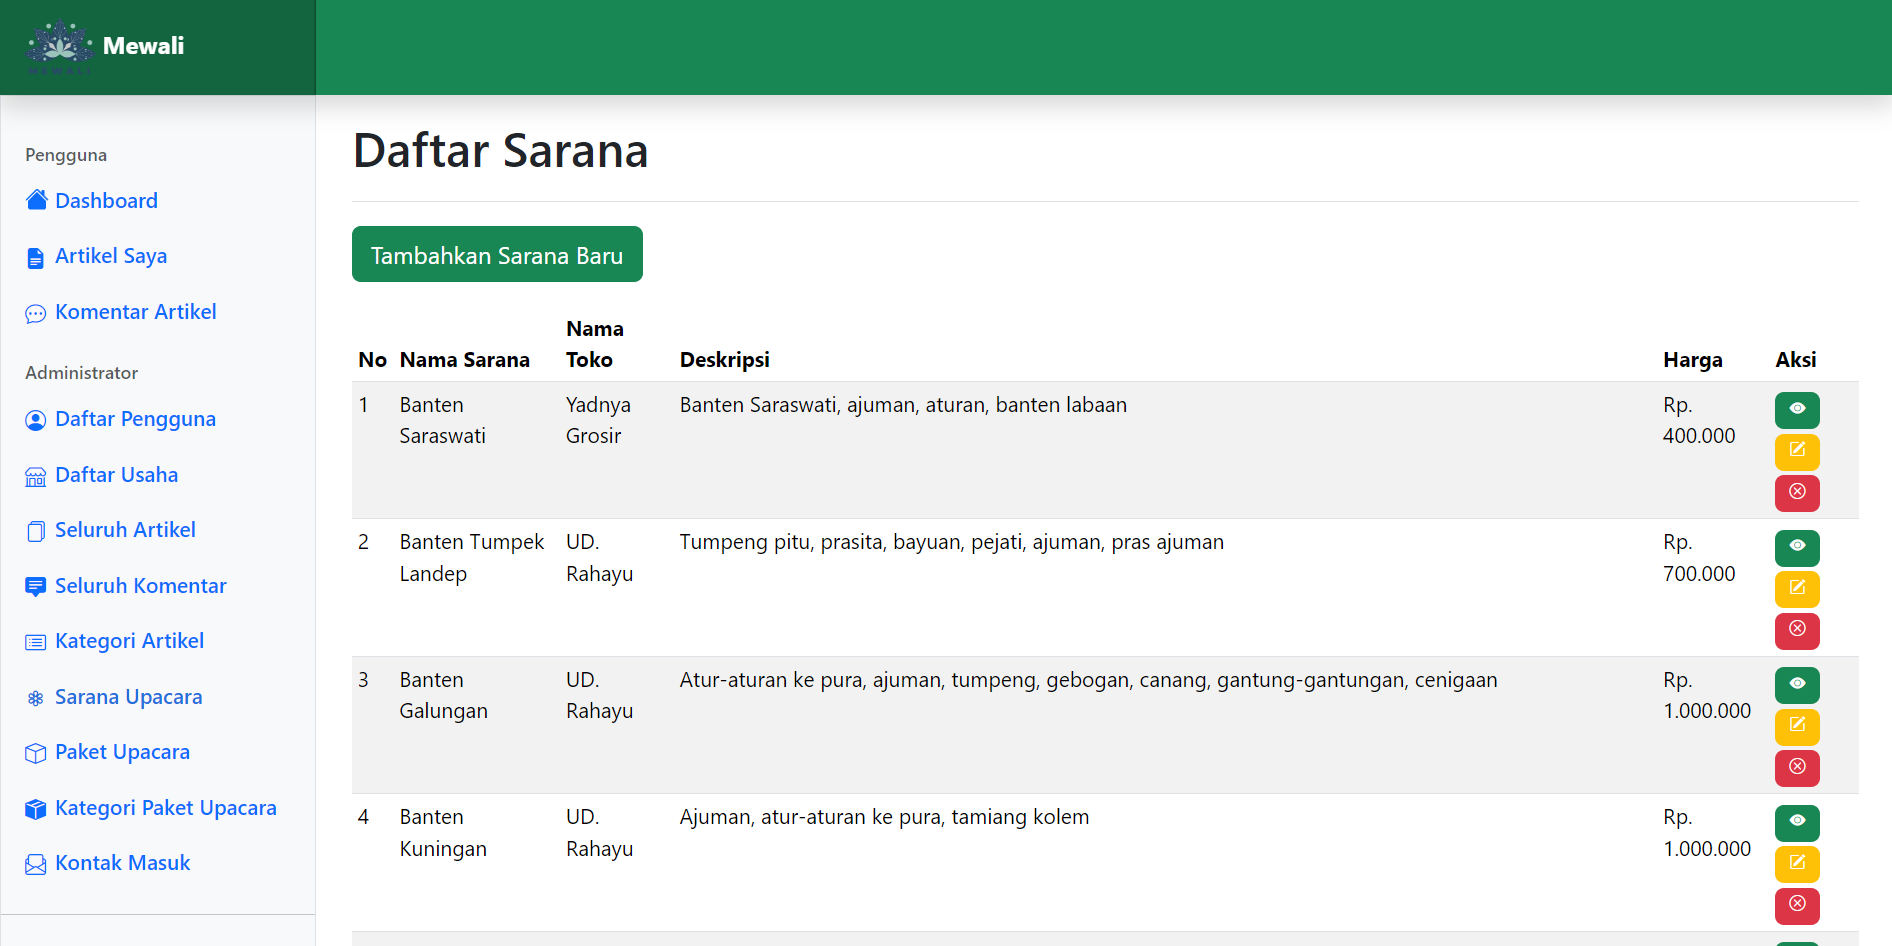 MEWALI
Mewali
Pengguna
Dashboard
Artikel Saya
Komentar Artikel
Administrator
Daftar Pengguna
Daftar Usaha
Seluruh Artikel
Seluruh Komentar
Kategori Artikel
Sarana Upacara
Paket Upacara
Kategori Paket Upacara
Kontak Masuk
Daftar Sarana
Tambahkan Sarana Baru
No Nama Sarana Nama Toko Deskripsi Harga Aksi
1 Banten Saraswati Yadnya Grosir Banten Saraswati, ajuman, aturan, banten labaan Rp. 400.000
2 Banten Tumpek Landep UD. Rahayu Tumpeng pitu, prasita, bayuan, pejati, ajuman, pras ajuman Rp. 700.000
3 Banten Galungan UD. Rahayu Atur-aturan ke pura, ajuman, tumpeng, gebogan, canang, gantung-gantungan, cenigaan Rp. 1.000.000
4 Banten Kuningan UD. Rahayu Ajuman, atur-aturan ke pura, tamiang kolem Rp. 1.000.000